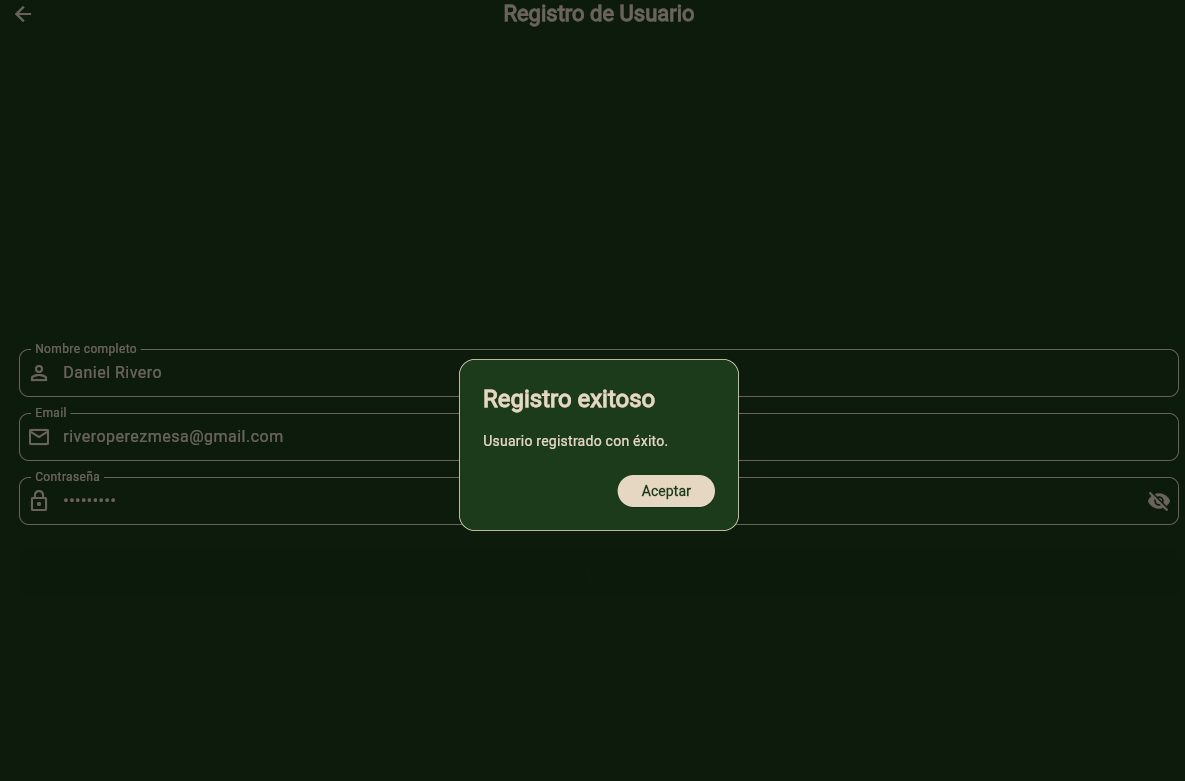 Registro de Usuario
Nombre completo
Daniel Rivero
Email
riveroperezmesa@gmail.com
Contraseña
•••••••••
Registro exitoso
Usuario registrado con éxito.
Aceptar